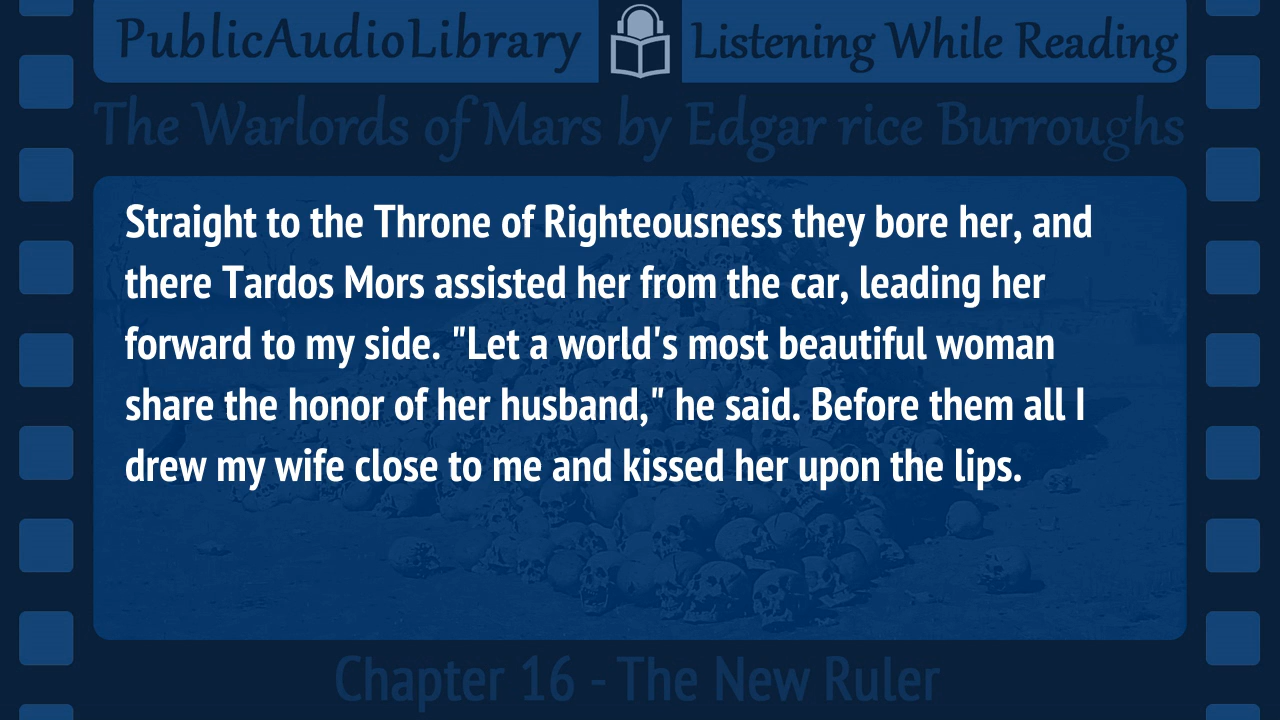 PublicAudioLibrary Listening While Reading
The Warlords of Mars by Edgar rice Burroughs
Straight to the Throne of Righteousness they bore her, and
there Tardos Mors assisted her from the car, leading her
forward to my side. "Let a world's most beautiful woman
share the honor of her husband," he said. Before them all I
drew my wife close to me and kissed her upon the lips.
Chapter 16 - The New Ruler